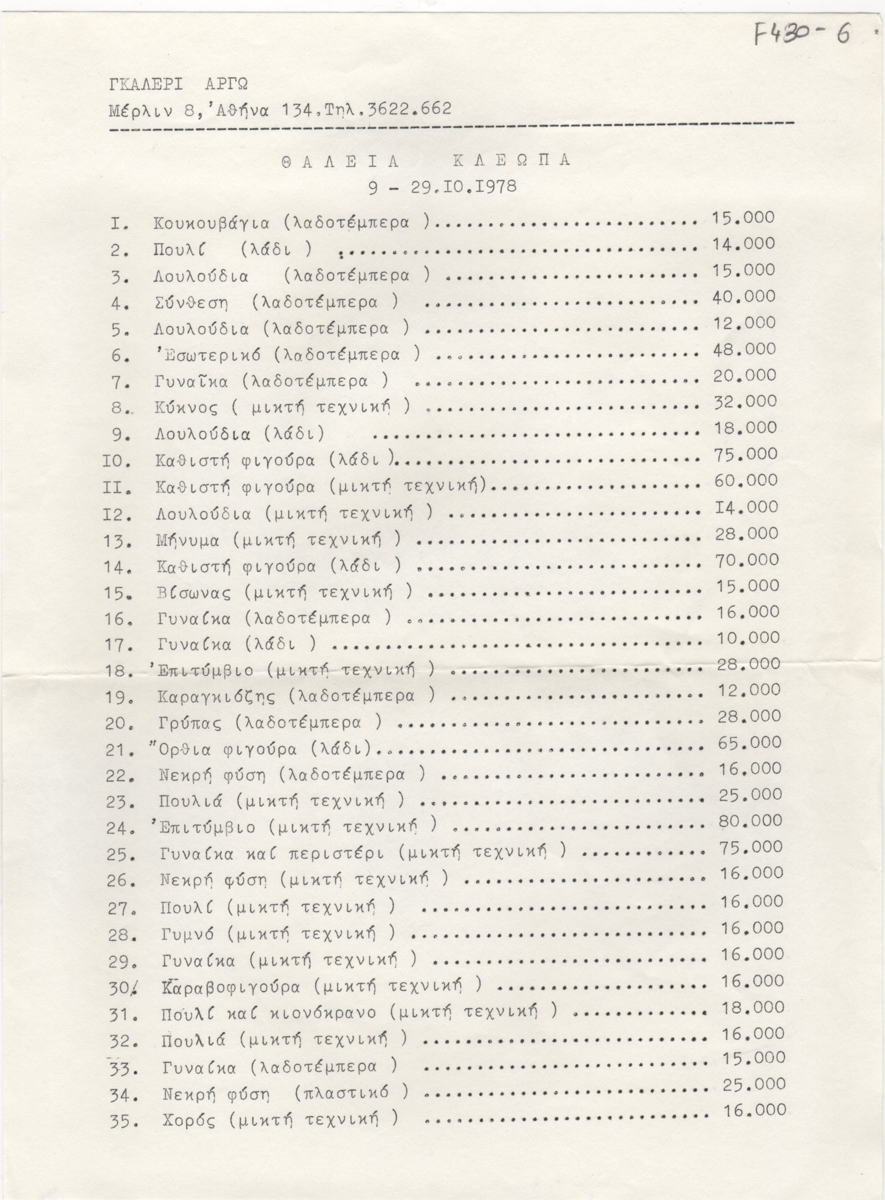 F430-6
ΓΚΑΛΕΡΙ ΑΡΓΩ
Μέρλιν 8, 'Αθήνα 134.Τηλ.3622.662
Θ Α Λ Ε Ι Α Κ Λ Ε Ω Π Α
9 - 29.IO.I978
I. Κουκουβάγια (λαδοτέμπερα )........................... 15.000
2. Πουλί (λάδι ) .................................... 14.000
3. Λουλούδια (λαδοτέμπερα ) .......................... 15.000
4. Σύνθεση (λαδοτέμπερα ) ............................ 40.000
5. Λουλούδια (λαδοτέμπερα ) ............................ 12.000
6. 'Εσωτερικό (λαδοτέμπερα ) ........................... 48.000
7. Γυναῖκα (λαδοτέμπερα ) ............................. 20.000
8. Κύκνος ( μικτή τεχνική ) ............................ 32.000
9. Λουλούδια (λάδι) ................................. 18.000
IO. Καθιστή φιγούρα (λάδι )............................... 75.000
II. Καθιστή φιγούρα (μικτή τεχνική)...................... 60.000
I2. Λουλούδια (μικτή τεχνική ) .......................... I4.000
13. Μήνυμα (μικτή τεχνική ) ............................. 28.000
14. Καθιστή φιγούρα (λάδι ) ............................. 70.000
15. Βίσωνας (μικτή τεχνική ) ............................ 15.000
16. Γυναίκα (λαδοτέμπερα ) .............................. 16.000
17. Γυναίκα (λάδι ) ...................................... 10.000
18. 'Επιτύμβιο (μικτή τεχνική ) .......................... 28.000
19. Καραγκιόζης (λαδοτέμπερα ) .......................... 12.000
20. Γρύπας (λαδοτέμπερα ) ............................... 28.000
21. "Ορθια φιγούρα (λάδι)................................. 65.000
22. Νεκρή φύση (λαδοτέμπερα ) ........................... 16.000
23. Πουλιά (μικτή τεχνική ) ............................. 25.000
24. 'Επιτύμβιο (μικτή τεχνική ) .......................... 80.000
25. Γυναίκα καί περιστέρι (μικτή τεχνική ) ............. 75.000
26. Νεκρή φύση (μικτή τεχνική ) ......................... 16.000
27. Πουλί (μικτή τεχνική ) ............................. 16.000
28. Γυμνό (μικτή τεχνική ) .............................. 16.000
29. Γυναίκα (μικτή τεχνική ) ............................ 16.000
30. Καραβοφιγούρα (μικτή τεχνική ) ...................... 16.000
31. Πουλί καί κιονόκρανο (μικτή τεχνική ) .............. 18.000
32. Πουλιά (μικτή τεχνική ) ............................. 16.000
33. Γυναίκα (λαδοτέμπερα ) ............................. 15.000
34. Νεκρή φύση (πλαστικό ) .............................. 25.000
35. Χορός (μικτή τεχνική ) ............................. 16.000